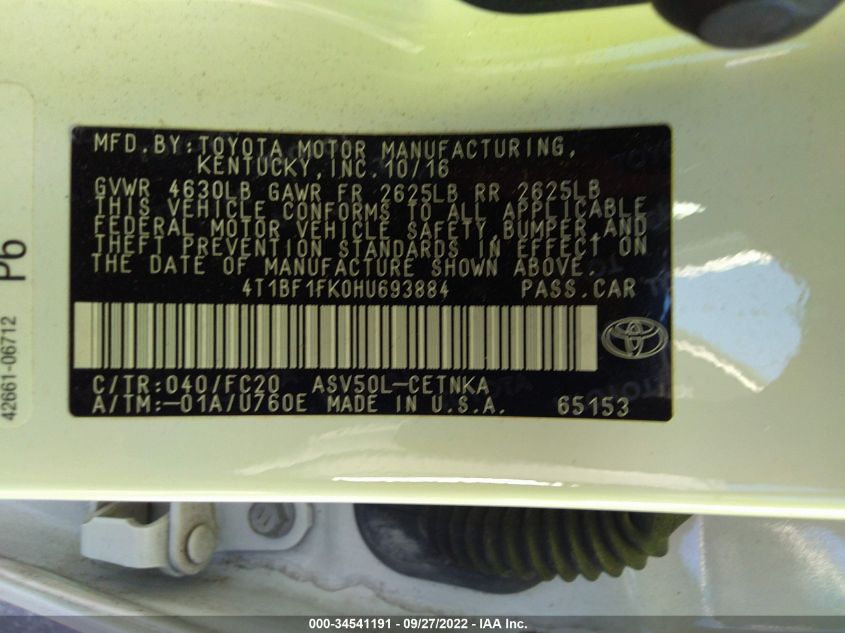 MFD.BY:TOYOTA MOTOR MANUFACTURING,
KENTUCKY,INC.10/16
GVWR 4630LB GAWR FR 2625LB RR 2625LB
THIS VEHICLE CONFORMS TO ALL APPLICABLE
FEDERAL MOTOR VEHICLE SAFETY,BUMPER,AND
THEFT PREVENTION STANDARDS IN EFFECT ON
THE DATE OF MANUFACTURE SHOWN ABOVE.
4T1BF1FK0HU693884 PASS.CAR
C/TR:040/FC20 ASV50L-CETNKA
A/TM:-01A/U760E MADE IN U.S.A. 65153
P6
42661-06712
000-34541191 - 09/27/2022 - IAA Inc.